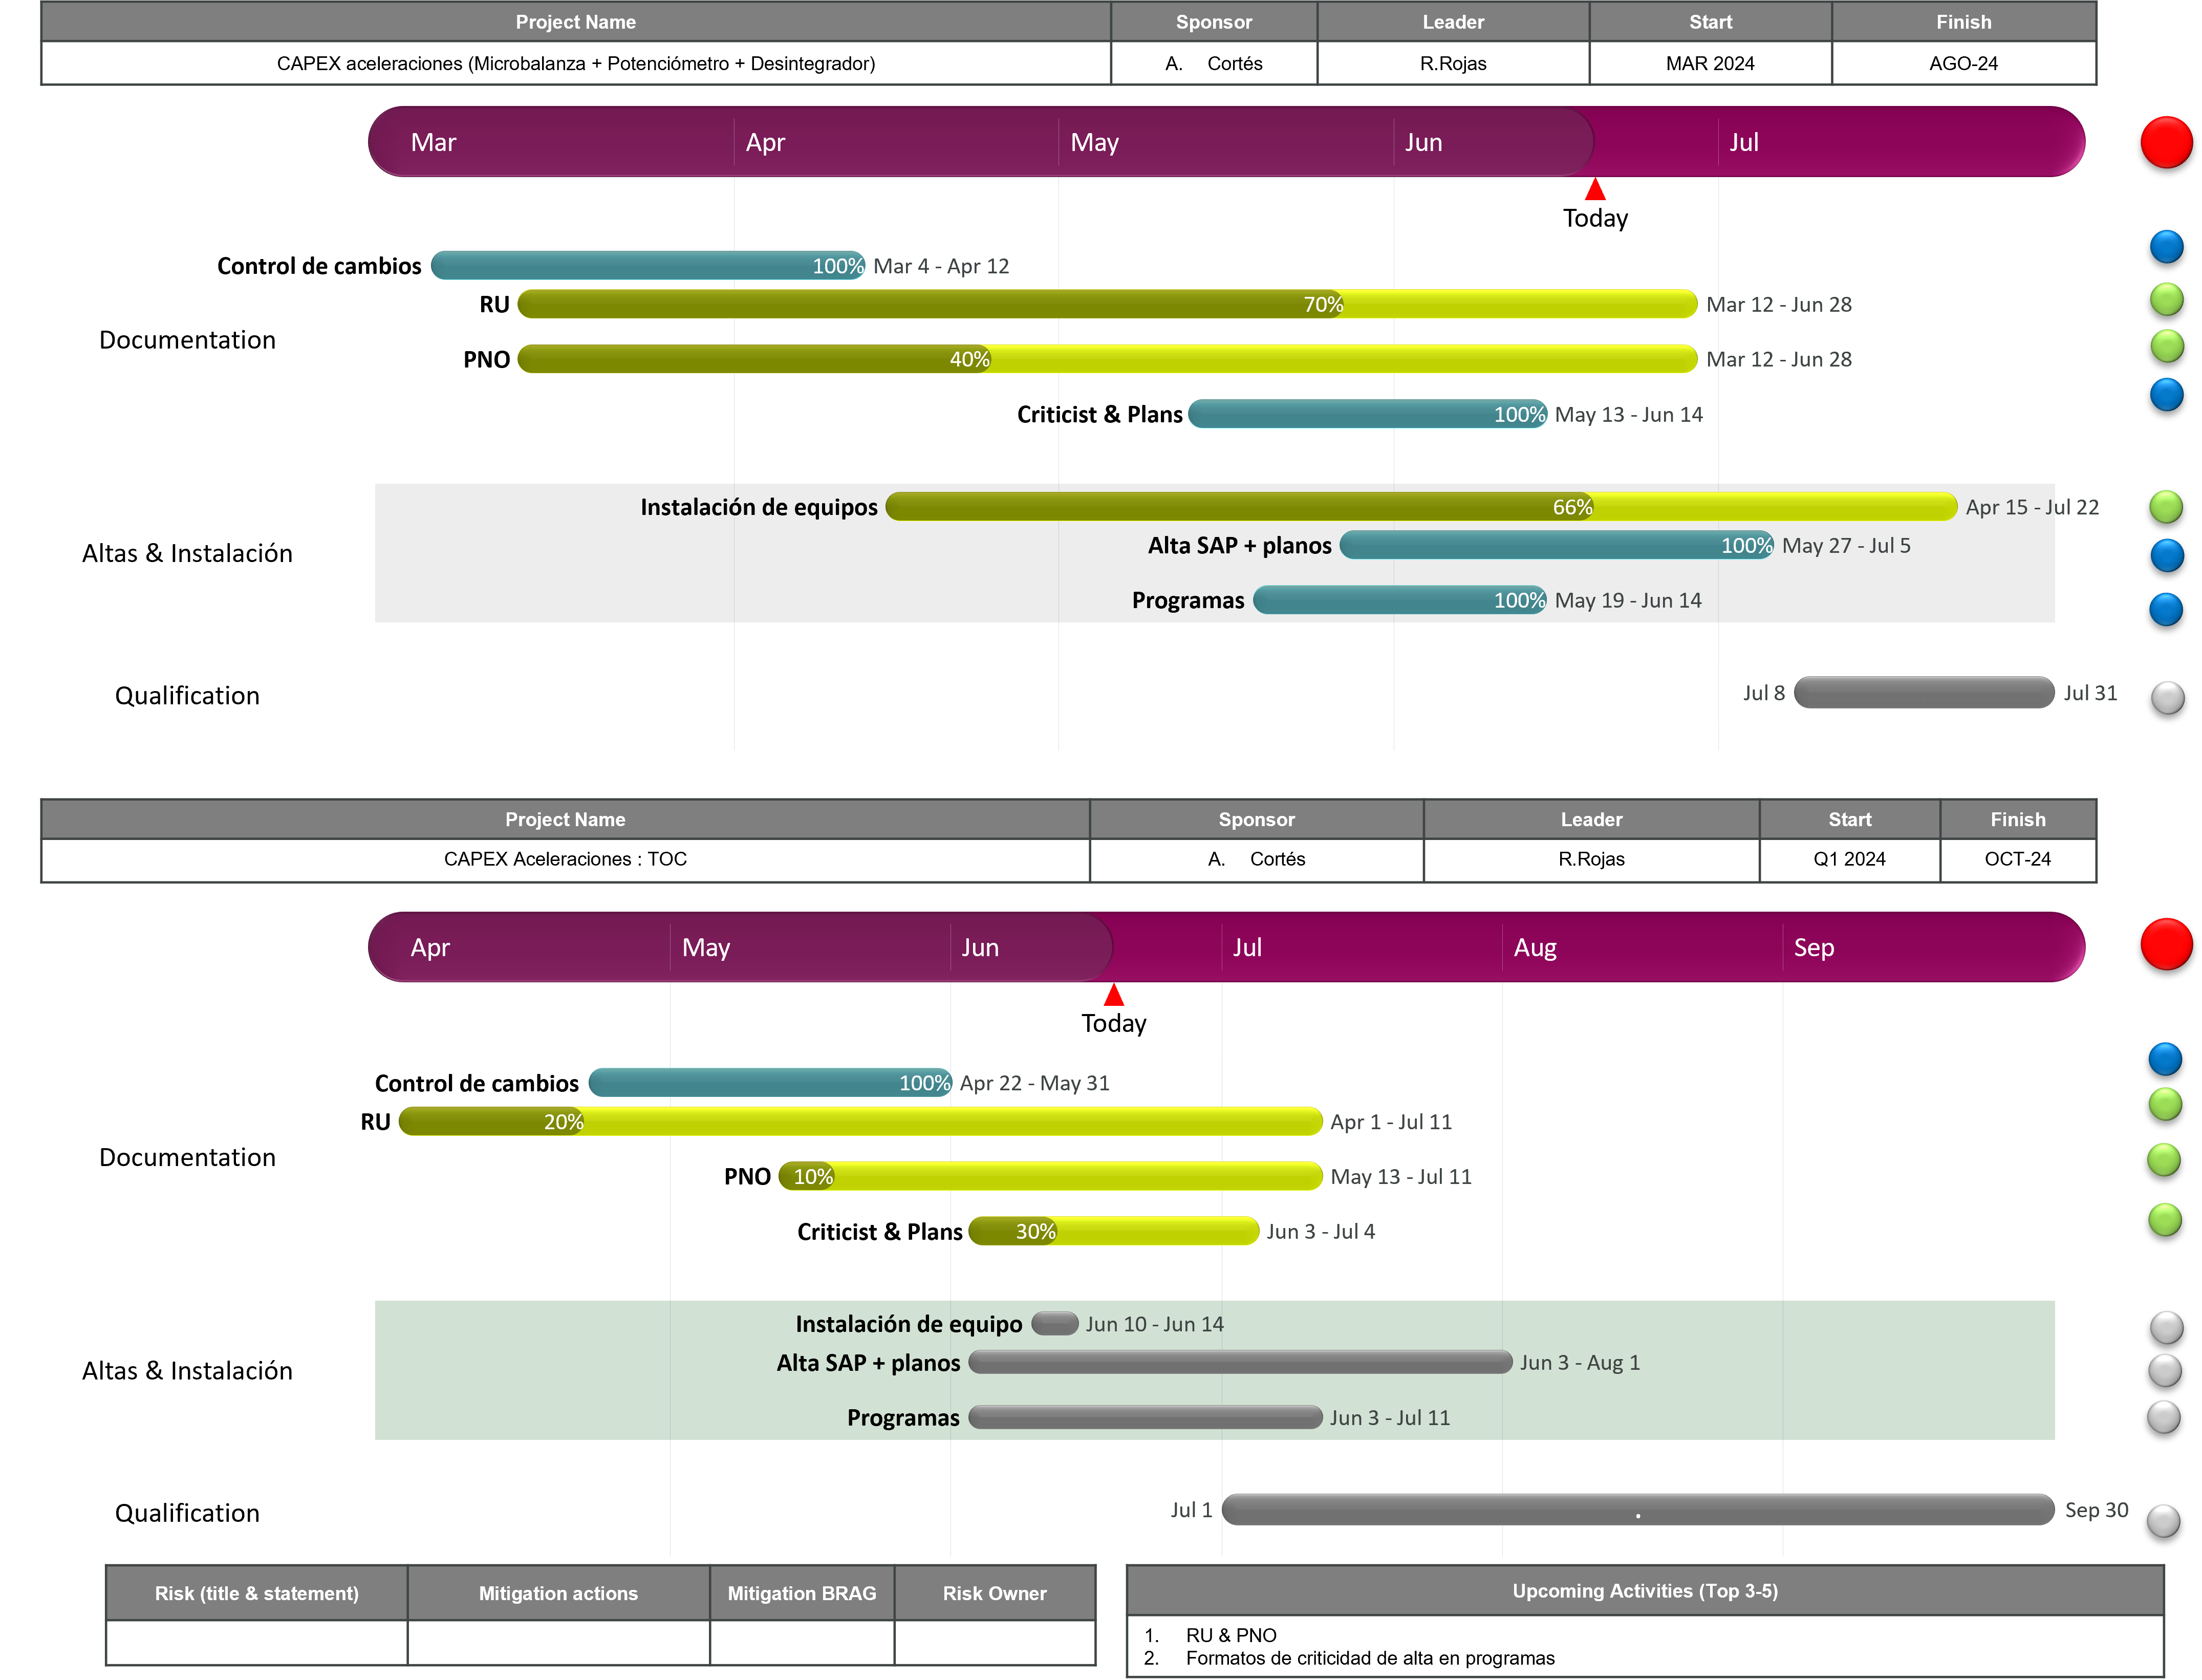 Project Name Sponsor Leader Start Finish
CAPEX aceleraciones (Microbalanza + Potenciómetro + Desintegrador) A. Cortés R.Rojas MAR 2024 AGO-24
Mar Apr May Jun Jul
Today
Control de cambios 100% Mar 4 - Apr 12
RU 70% Mar 12 - Jun 28
Documentation
PNO 40% Mar 12 - Jun 28
Criticist & Plans 100% May 13 - Jun 14
Instalación de equipos 66% Apr 15 - Jul 22
Altas & Instalación
Alta SAP + planos 100% May 27 - Jul 5
Programas 100% May 19 - Jun 14
Qualification Jul 8 Jul 31
Project Name Sponsor Leader Start Finish
CAPEX Aceleraciones : TOC A. Cortés R.Rojas Q1 2024 OCT-24
Apr May Jun Jul Aug Sep
Today
Control de cambios 100% Apr 22 - May 31
RU 20% Apr 1 - Jul 11
Documentation
PNO 10% May 13 - Jul 11
Criticist & Plans 30% Jun 3 - Jul 4
Instalación de equipo Jun 10 - Jun 14
Altas & Instalación
Alta SAP + planos Jun 3 - Aug 1
Programas Jun 3 - Jul 11
Qualification Jul 1 . Sep 30
Risk (title & statement) Mitigation actions Mitigation BRAG Risk Owner
Upcoming Activities (Top 3-5)
1. RU & PNO
2. Formatos de criticidad de alta en programas